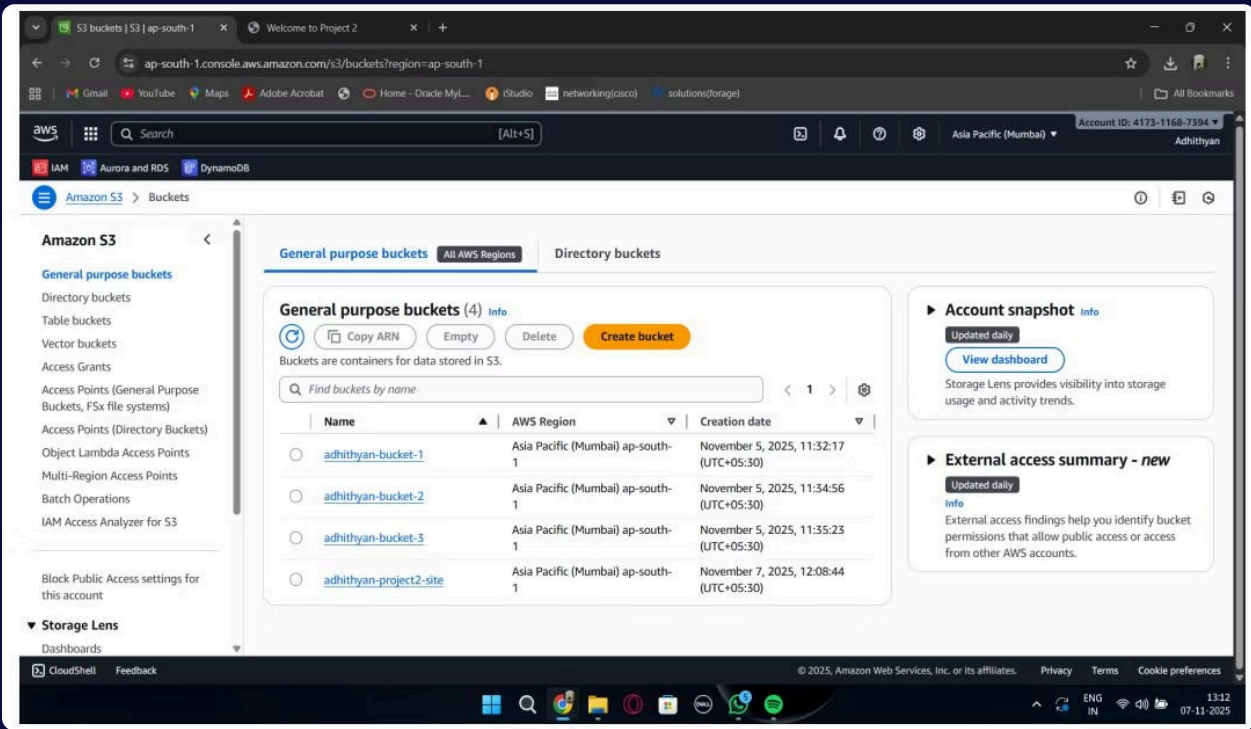 S3 buckets | S3 | ap-south-1
Welcome to Project 2
ap-south-1.console.aws.amazon.com/s3/buckets?region=ap-south-1
Gmail YouTube Maps Adobe Acrobat Home - Oracle MyL... iStudio networking(cisco) solutions(forage) All Bookmarks
aws Search [Alt+S] Asia Pacific (Mumbai) Account ID: 4173-1168-7394
Adhithyan
IAM Aurora and RDS DynamoDB
Amazon S3 > Buckets
Amazon S3
General purpose buckets
Directory buckets
Table buckets
Vector buckets
Access Grants
Access Points (General Purpose
Buckets, FSx file systems)
Access Points (Directory Buckets)
Object Lambda Access Points
Multi-Region Access Points
Batch Operations
IAM Access Analyzer for S3
Block Public Access settings for
this account
Storage Lens
Dashboards
General purpose buckets All AWS Regions Directory buckets
General purpose buckets (4) Info
Copy ARN Empty Delete Create bucket
Buckets are containers for data stored in S3.
Find buckets by name 1
Name AWS Region Creation date
adhithyan-bucket-1 Asia Pacific (Mumbai) ap-south-1 November 5, 2025, 11:32:17 (UTC+05:30)
adhithyan-bucket-2 Asia Pacific (Mumbai) ap-south-1 November 5, 2025, 11:34:56 (UTC+05:30)
adhithyan-bucket-3 Asia Pacific (Mumbai) ap-south-1 November 5, 2025, 11:35:23 (UTC+05:30)
adhithyan-project2-site Asia Pacific (Mumbai) ap-south-1 November 7, 2025, 12:08:44 (UTC+05:30)
Account snapshot Info
Updated daily
View dashboard
Storage Lens provides visibility into storage
usage and activity trends.
External access summary - new
Updated daily
Info
External access findings help you identify bucket
permissions that allow public access or access
from other AWS accounts.
CloudShell Feedback © 2025, Amazon Web Services, Inc. or its affiliates. Privacy Terms Cookie preferences
DELL 5
ENG
IN
13:12
07-11-2025